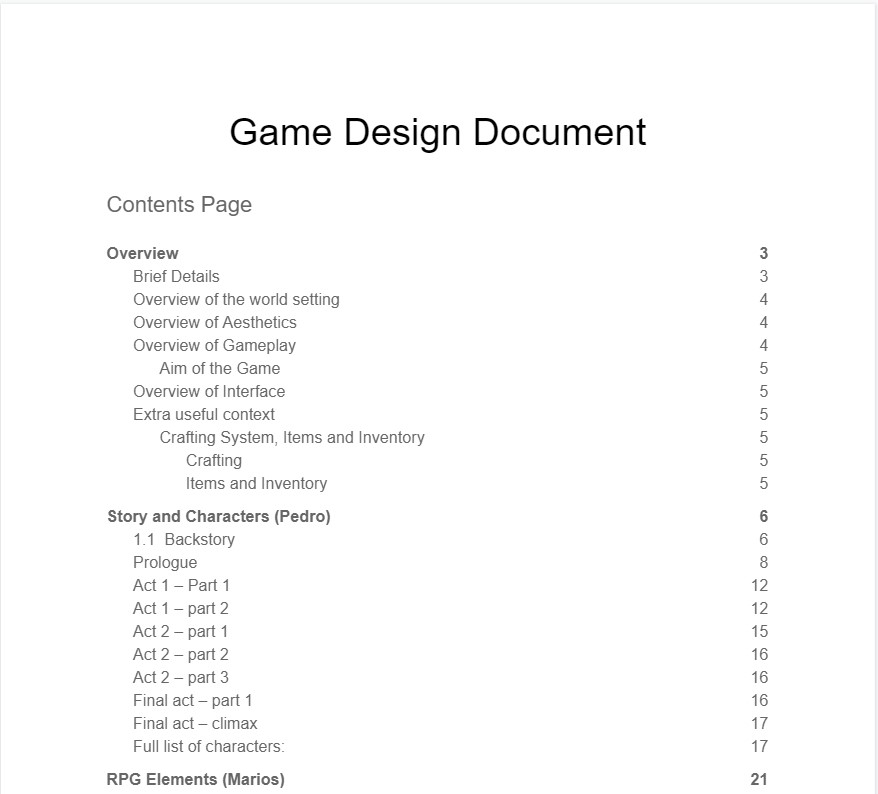 Game Design Document
Contents Page
Overview 3
Brief Details 3
Overview of the world setting 4
Overview of Aesthetics 4
Overview of Gameplay 4
Aim of the Game 5
Overview of Interface 5
Extra useful context 5
Crafting System, Items and Inventory 5
Crafting 5
Items and Inventory 5
Story and Characters (Pedro) 6
1.1 Backstory 6
Prologue 8
Act 1 – Part 1 12
Act 1 – part 2 12
Act 2 – part 1 15
Act 2 – part 2 16
Act 2 – part 3 16
Final act – part 1 16
Final act – climax 17
Full list of characters: 17
RPG Elements (Marios) 21